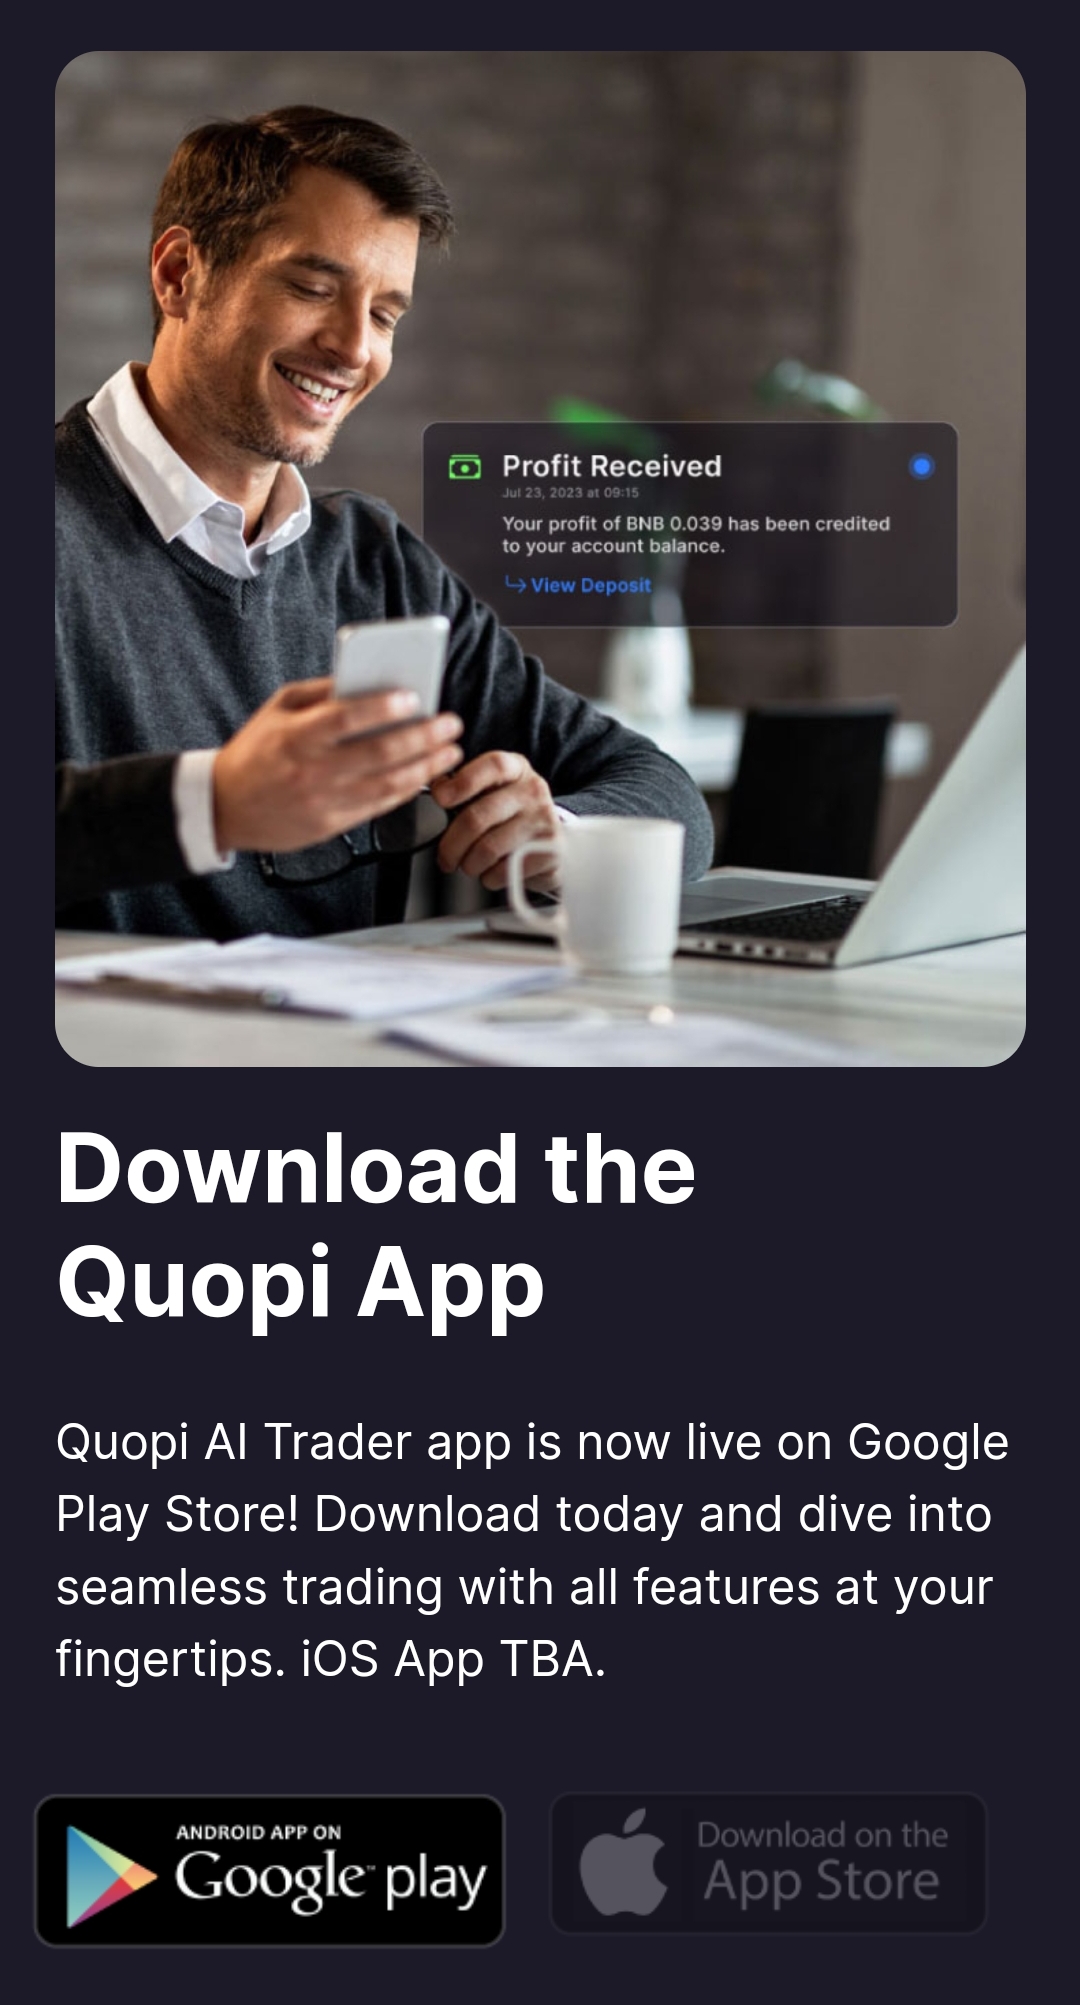 Profit Received
Jul 23, 2023 at 09:15
Your profit of BNB 0.039 has been credited
to your account balance.
View Deposit
Download the
Quopi App
Quopi AI Trader app is now live on Google
Play Store! Download today and dive into
seamless trading with all features at your
fingertips. iOS App TBA.
ANDROID APP ON
Google™ play
Download on the
App Store